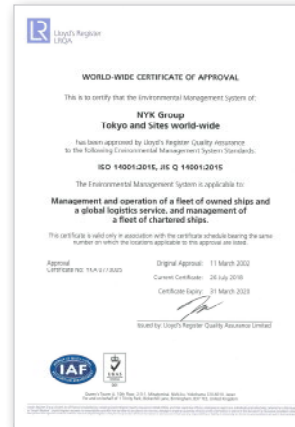 LR
Lloyd's Register
LRQA
WORLD-WIDE CERTIFICATE OF APPROVAL
This is to certify that the Environmental Management System of:
NYK Group
Tokyo and Sites world-wide
has been approved by Lloyd's Register Quality Assurance
to the following Environmental Management System Standards:
ISO 14001:2015, JIS Q 14001:2015
The Environmental Management System is applicable to:
Management and operation of a fleet of owned ships and
a global logistics service, and management of
a fleet of chartered ships.
This certificate is valid only in association with the certificate schedule bearing the same
number on which the locations applicable to this approval are listed.
Approval
Certificate No:
Original Approval: 11 March 2002
Current Certificate: 2018
Certificate Expiry: 31 March 2020
Issued by: Lloyd's Register Quality Assurance Limited
IAF
UKAS